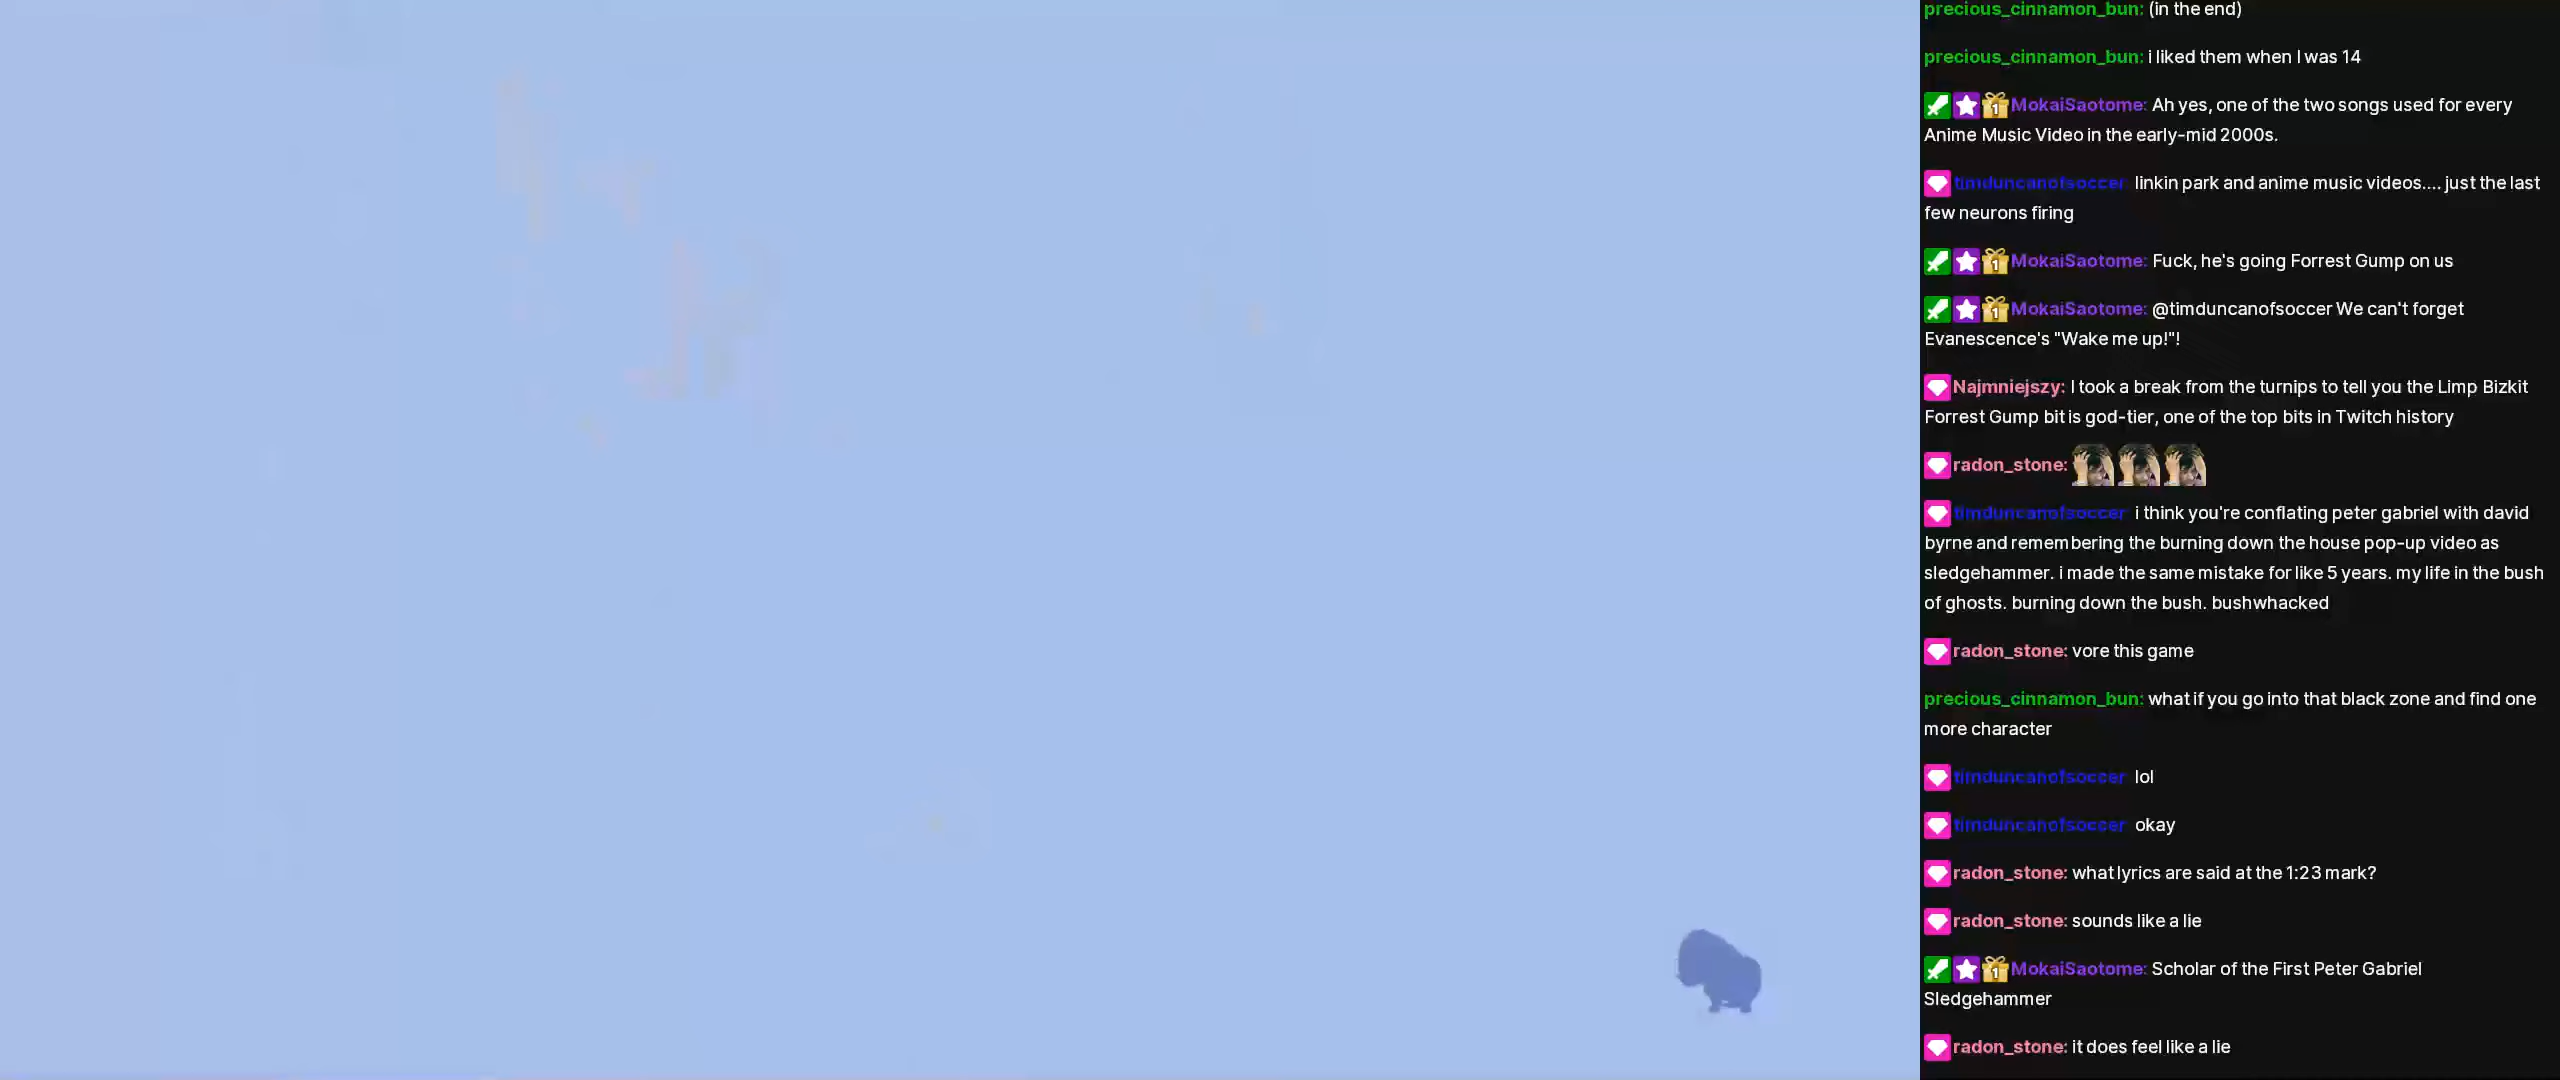 precious_cinnamon_bun: (in the end)
precious_cinnamon_bun: i liked them when I was 14
1 MokaiSaotome: Ah yes, one of the two songs used for every
Anime Music Video in the early-mid 2000s.
timduncanofsoccer linkin park and anime music videos.... just the last
few neurons firing
1 MokaiSaotome: Fuck, he's going Forrest Gump on us
1 MokaiSaotome: @timduncanofsoccer We can't forget
Evanescence's "Wake me up!"!
Najmniejszy: I took a break from the turnips to tell you the Limp Bizkit
Forrest Gump bit is god-tier, one of the top bits in Twitch history
radon_stone:
timduncanofsoccer i think you're conflating peter gabriel with david
byrne and remembering the burning down the house pop-up video as
sledgehammer. i made the same mistake for like 5 years. my life in the bush
of ghosts. burning down the bush. bushwhacked
radon_stone: vore this game
precious_cinnamon_bun: what if you go into that black zone and find one
more character
timduncanofsoccer lol
timduncanofsoccer okay
radon_stone: what lyrics are said at the 1:23 mark?
radon_stone: sounds like a lie
1 MokaiSaotome: Scholar of the First Peter Gabriel
Sledgehammer
radon_stone: it does feel like a lie